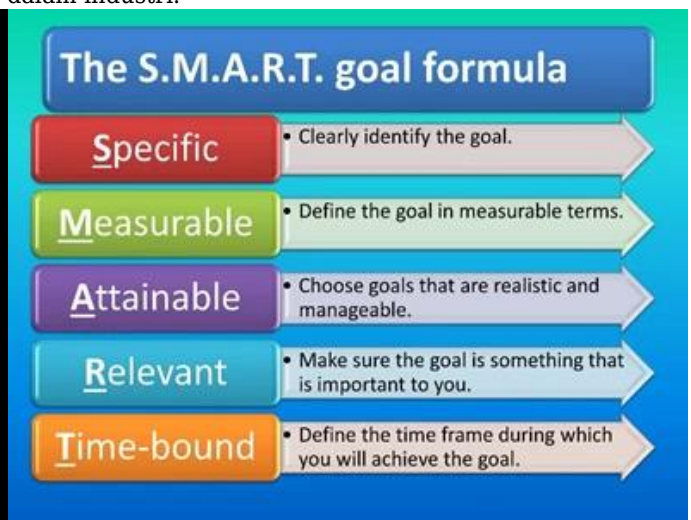 dalam industri.
The S.M.A.R.T. goal formula
Specific
• Clearly identify the goal.
Measurable
• Define the goal in measurable terms.
Attainable
• Choose goals that are realistic and
manageable.
Relevant
• Make sure the goal is something that
is important to you.
Time-bound
• Define the time frame during which
you will achieve the goal.